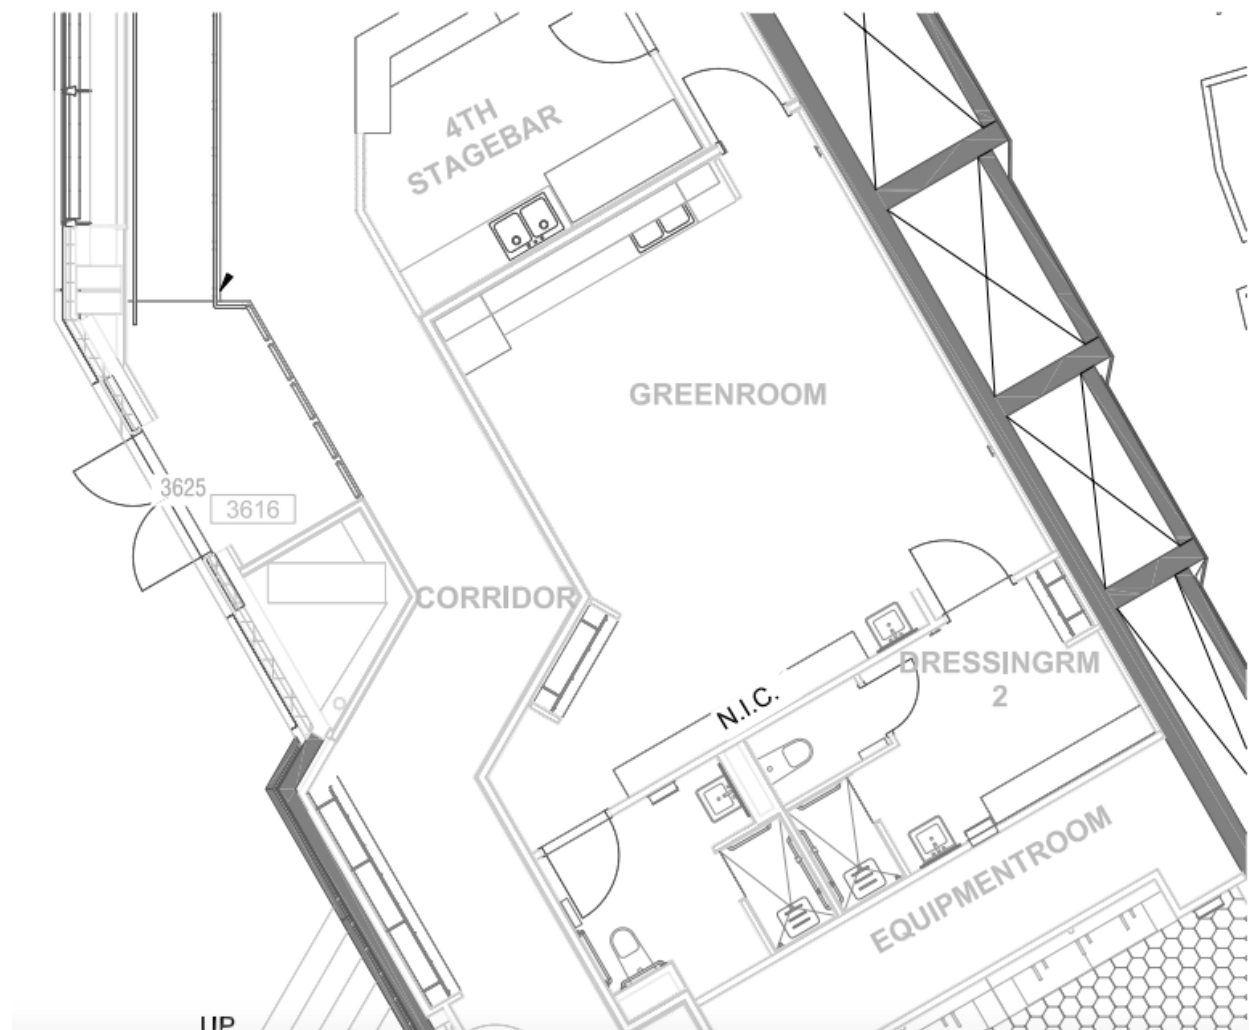 4TH
STAGEBAR
GREENROOM
3625
3616
CORRIDOR
DRESSINGRM
2
N.I.C.
EQUIPMENTROOM
UP